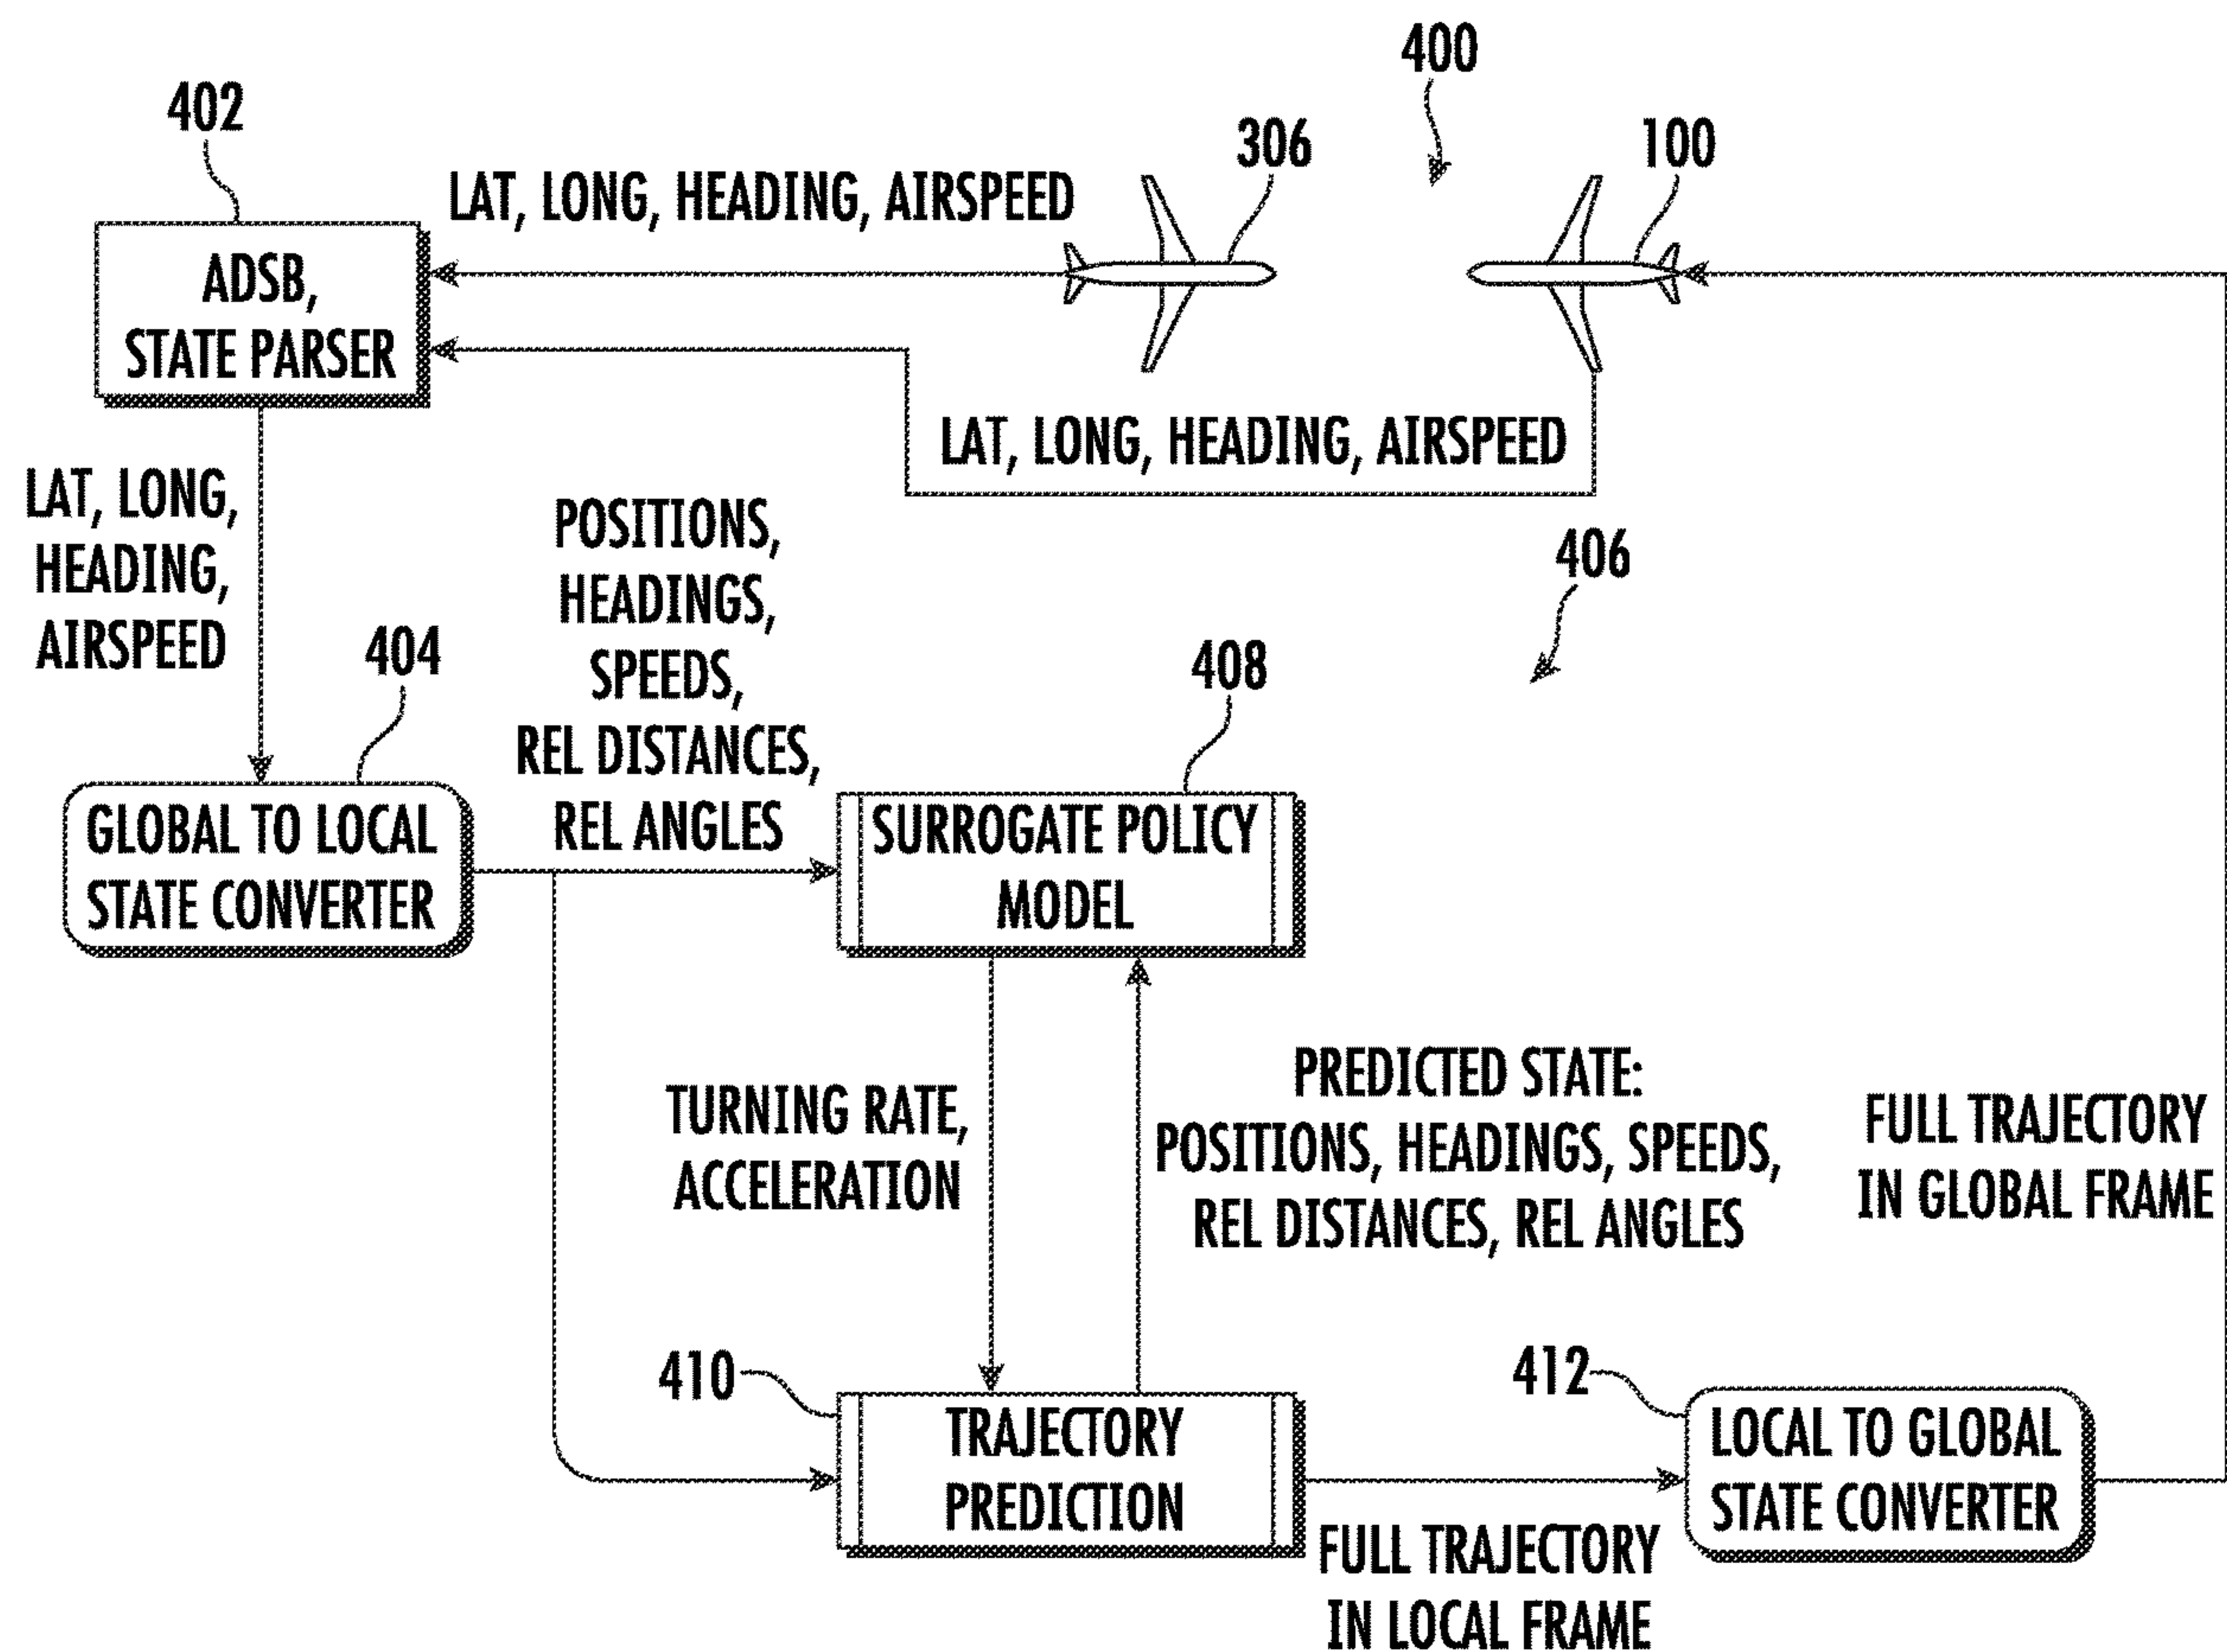 400
402
306
100
LAT, LONG, HEADING, AIRSPEED
ADSB,
STATE PARSER
LAT, LONG, HEADING, AIRSPEED
LAT, LONG,
HEADING,
AIRSPEED
POSITIONS,
HEADINGS,
SPEEDS,
REL DISTANCES,
REL ANGLES
406
404
408
GLOBAL TO LOCAL
STATE CONVERTER
SURROGATE POLICY
MODEL
TURNING RATE,
ACCELERATION
PREDICTED STATE:
POSITIONS, HEADINGS, SPEEDS,
REL DISTANCES, REL ANGLES
FULL TRAJECTORY
IN GLOBAL FRAME
410
412
TRAJECTORY
PREDICTION
LOCAL TO GLOBAL
STATE CONVERTER
FULL TRAJECTORY
IN LOCAL FRAME